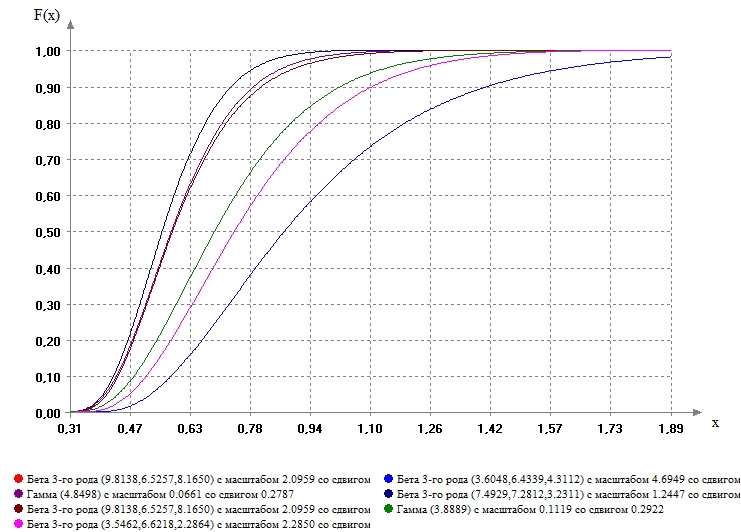 F(x)
1,00
0,90
0,80
0,70
0,60
0,50
0,40
0,30
0,20
0,10
0,00
0,31 0,47 0,63 0,78 0,94 1,10 1,26 1,42 1,57 1,73 1,89
x
Бета 3-го рода (9.8138,6.5257,8.1650) с масштабом 2.0959 со сдвигом
Гамма (4.8498) с масштабом 0.0661 со сдвигом 0.2787
Бета 3-го рода (9.8138,6.5257,8.1650) с масштабом 2.0959 со сдвигом
Бета 3-го рода (3.5462,6.6218,2.2864) с масштабом 2.2850 со сдвигом
Бета 3-го рода (3.6048,6.4339,4.3112) с масштабом 4.6949 со сдвигом
Бета 3-го рода (7.4929,7.2812,3.2311) с масштабом 1.2447 со сдвигом
Гамма (3.8889) с масштабом 0.1119 со сдвигом 0.2922